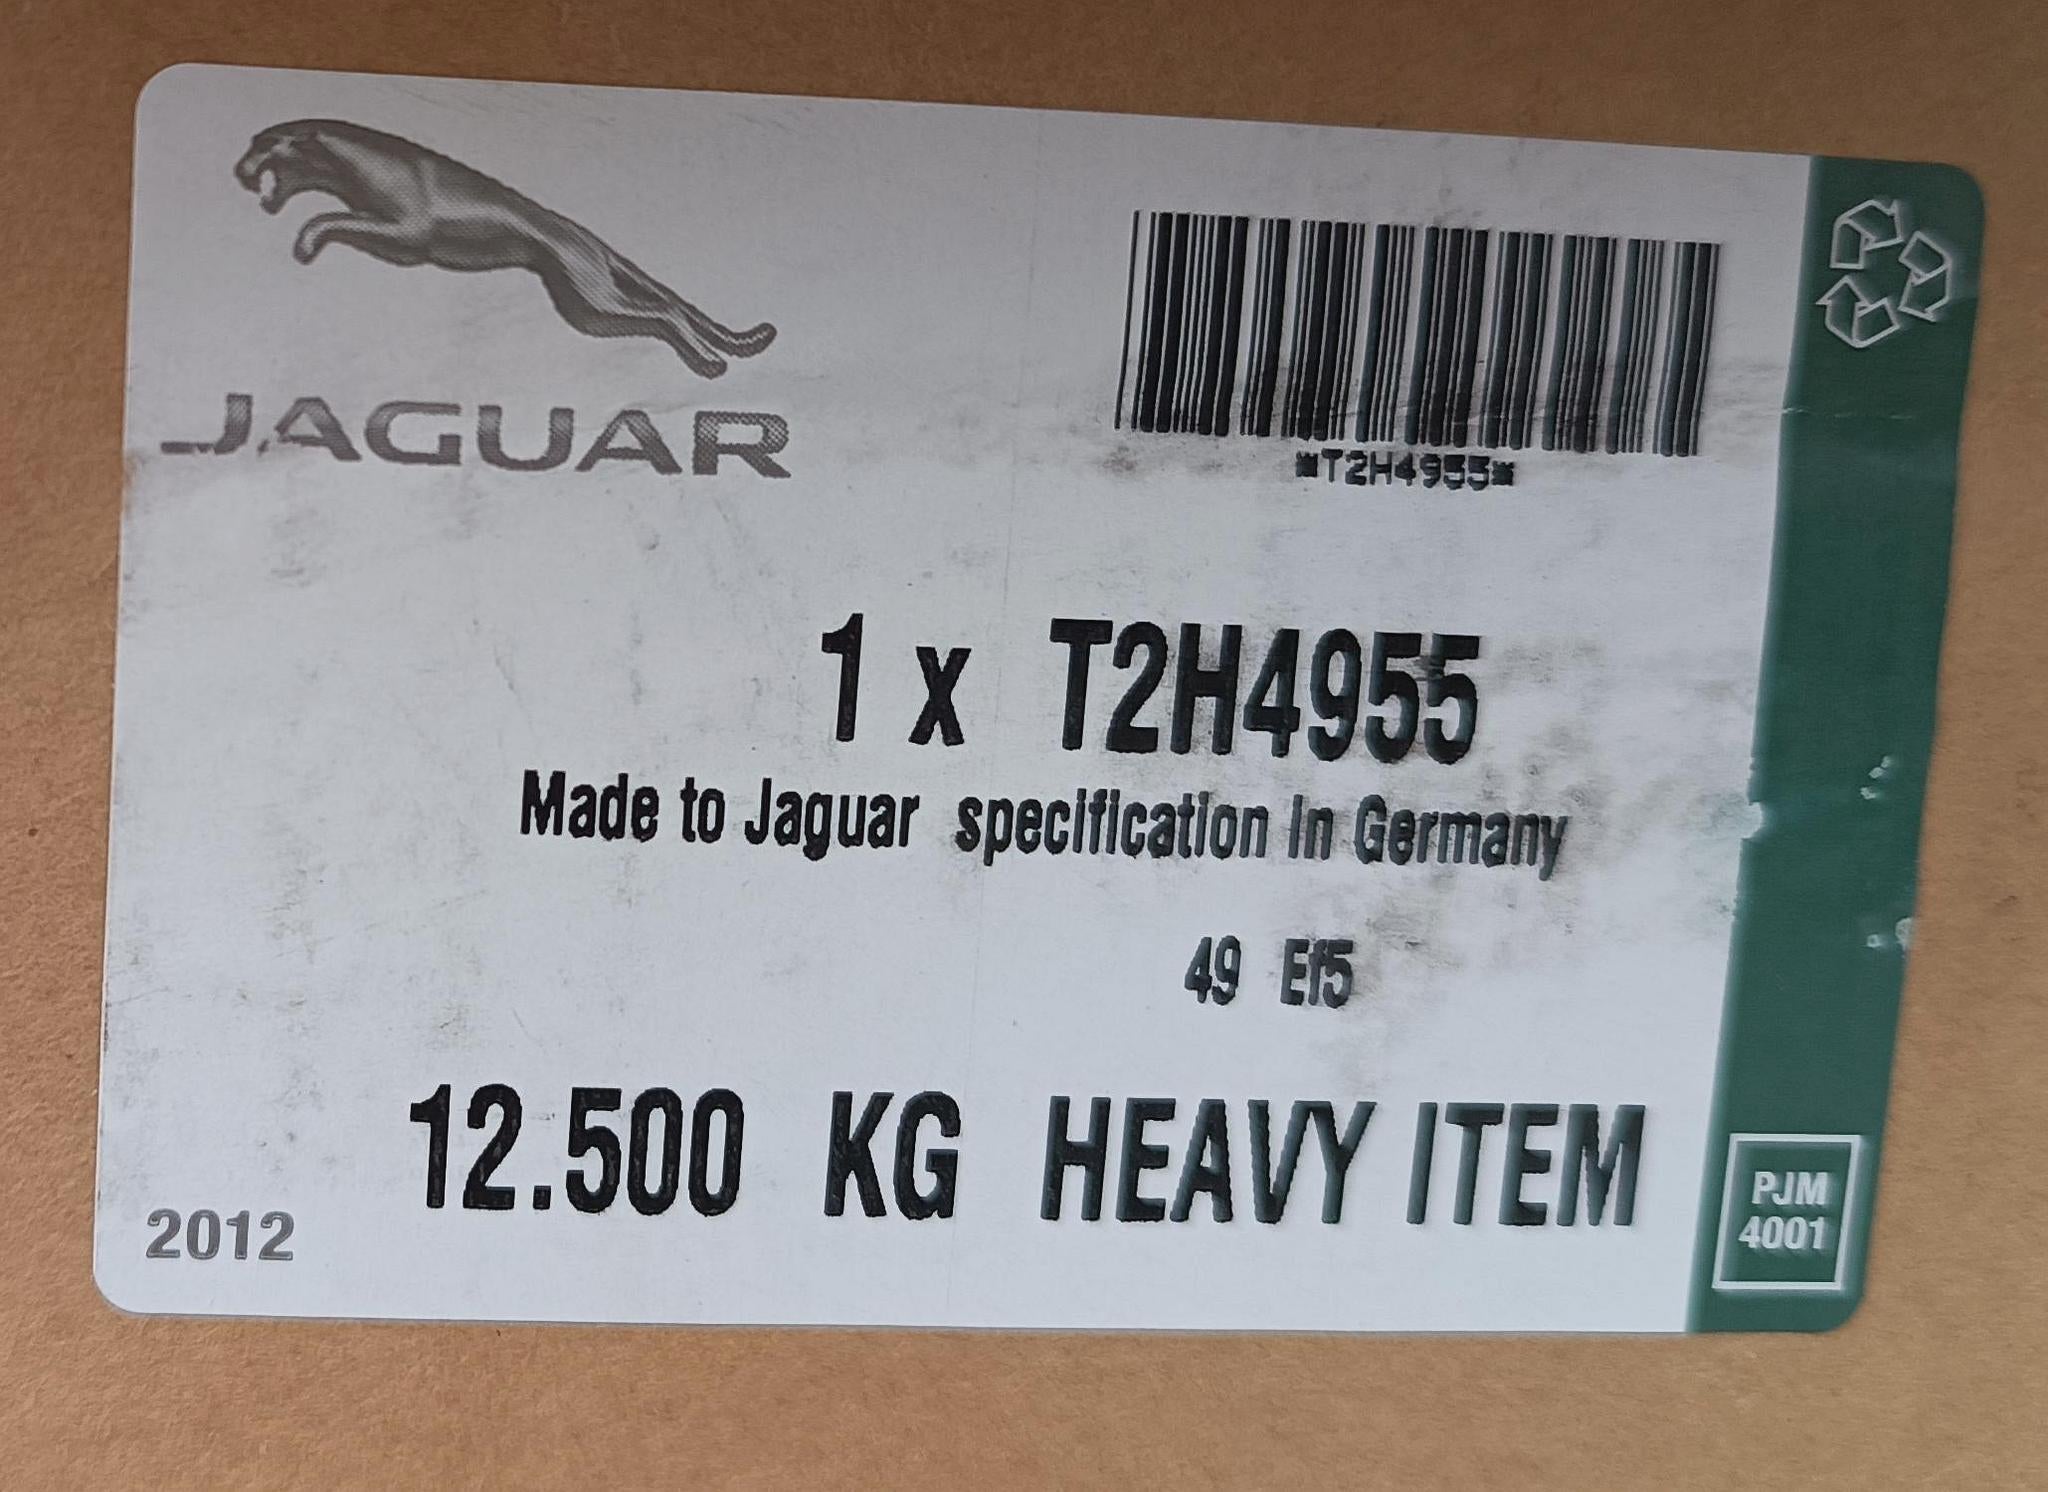 JAGUAR
*T2H4955*
1 x T2H4955
Made to Jaguar specification in Germany
49 Ef5
12.500 KG HEAVY ITEM
2012
PJM
4001